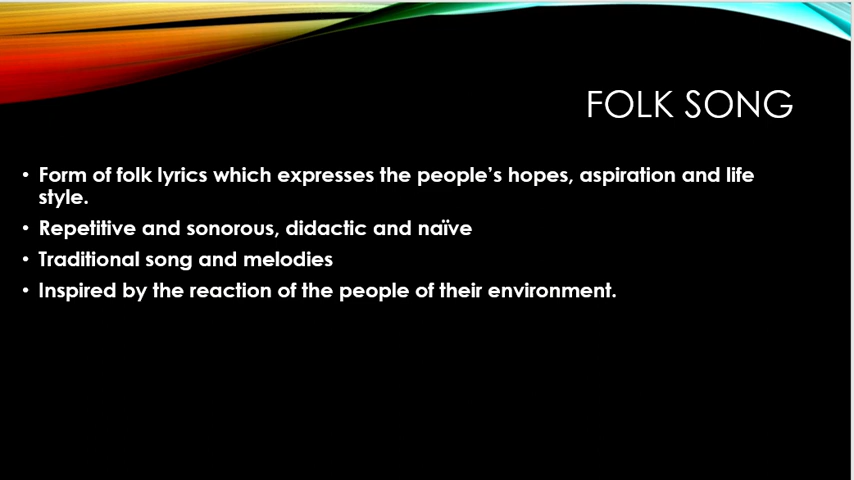 FOLK SONG
• Form of folk lyrics which expresses the people’s hopes, aspiration and life
style.
• Repetitive and sonorous, didactic and naïve
• Traditional song and melodies
• Inspired by the reaction of the people of their environment.